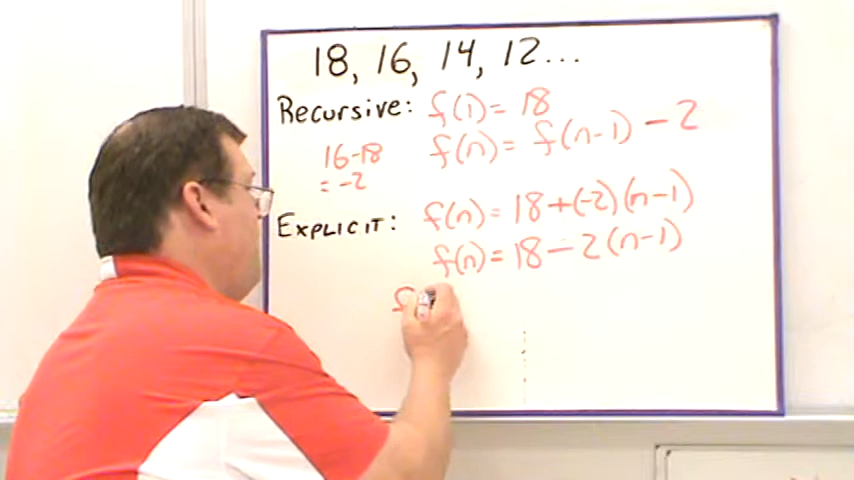 18, 16, 14, 12...
Recursive: f(1) = 18
f(n) = f(n-1) - 2
16-18
= -2
Explicit: f(n) = 18+(-2)(n-1)
f(n) = 18 - 2(n-1)
f